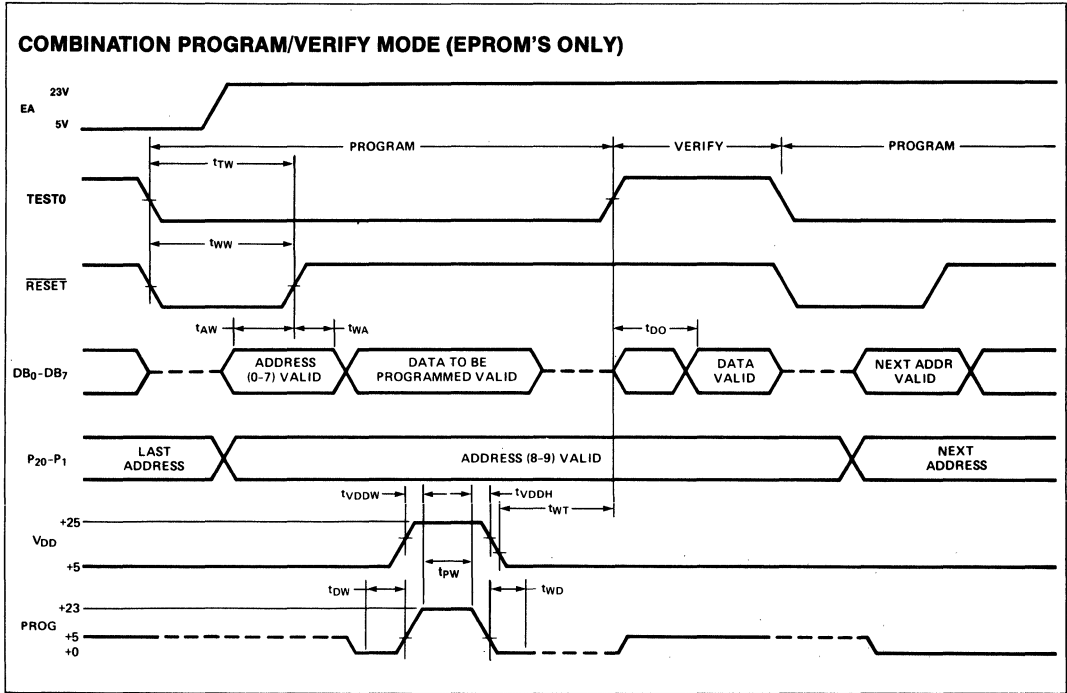 COMBINATION PROGRAM/VERIFY MODE (EPROM'S ONLY)
23V
EA
5V
PROGRAM
VERIFY
PROGRAM
tTW
TEST0
tWW
RESET
tAW
tWA
tDO
DB0-DB7
ADDRESS
(0-7) VALID
DATA TO BE
PROGRAMMED VALID
DATA
VALID
NEXT ADDR
VALID
P20-P1
LAST
ADDRESS
ADDRESS (8-9) VALID
NEXT
ADDRESS
tVDDW
tVDDH
tWT
+25
VDD
+5
tPW
tDW
tWD
+23
PROG
+5
+0